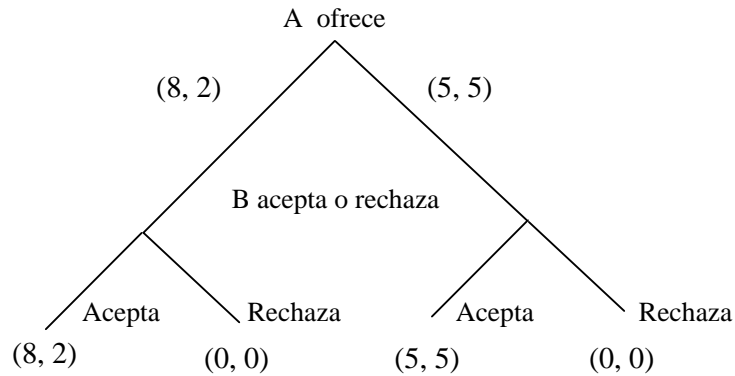 A ofrece
(8, 2) (5, 5)
B acepta o rechaza
Acepta Rechaza Acepta Rechaza
(8, 2) (0, 0) (5, 5) (0, 0)